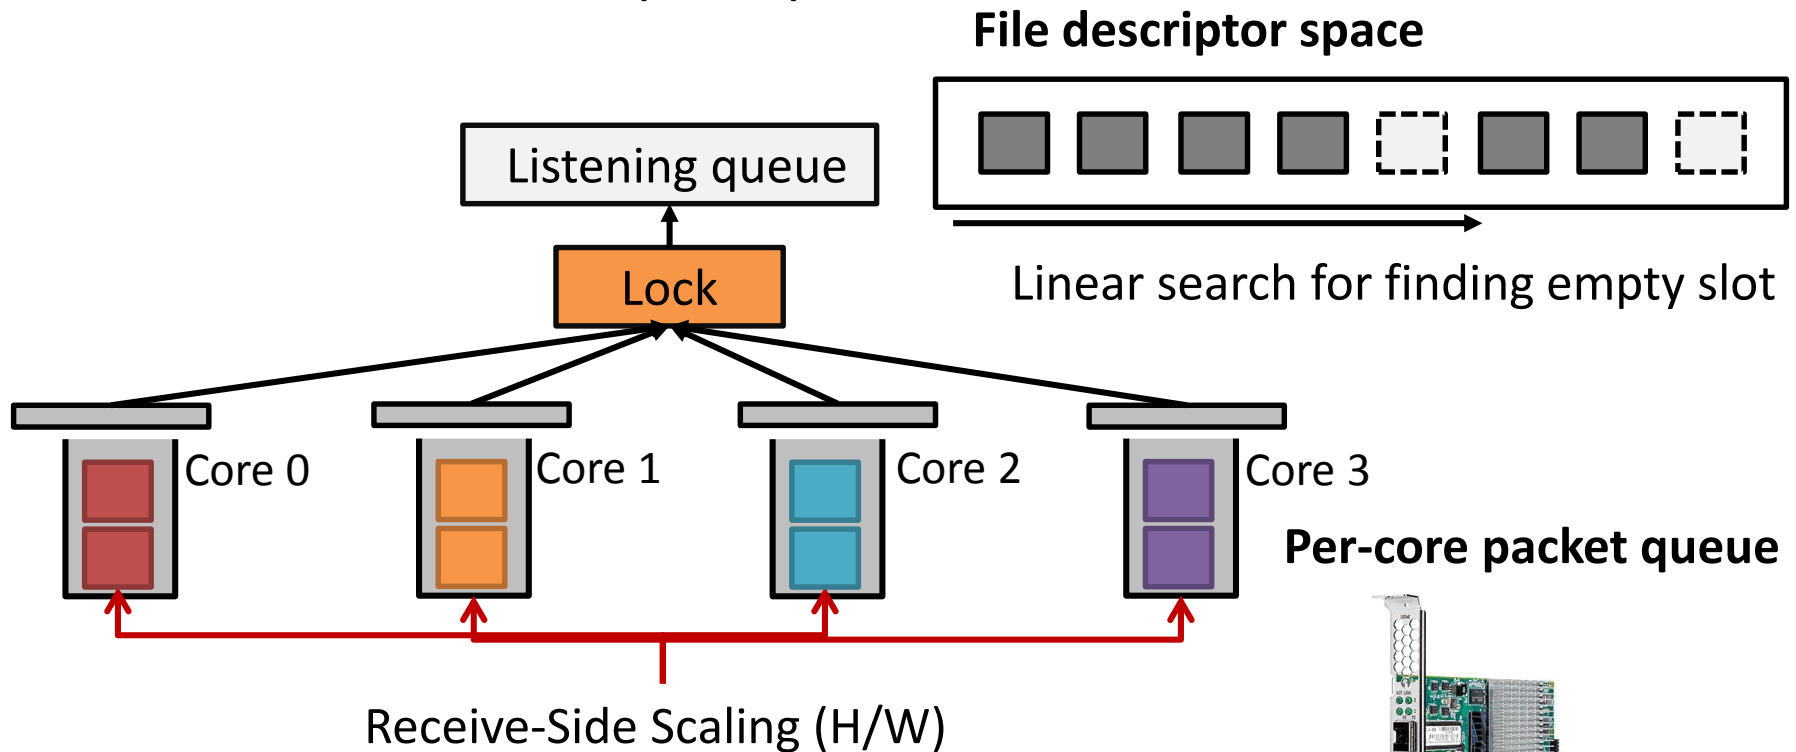 File descriptor space
Listening queue
Lock
Linear search for finding empty slot
Core 0
Core 1
Core 2
Core 3
Per-core packet queue
Receive-Side Scaling (H/W)